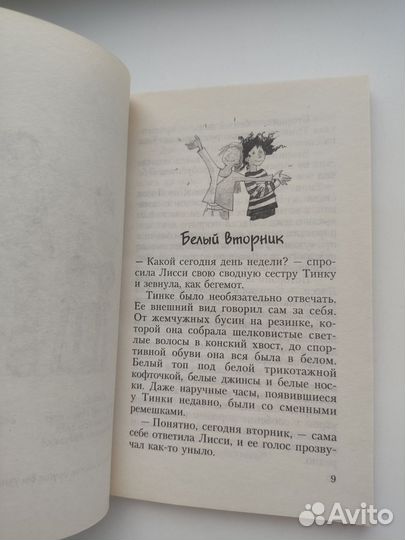 Белый вторник
— Какой сегодня день недели? — спро-
сила Лисси свою сводную сестру Тинку
и зевнула, как бегемот.
Тинке было необязательно отвечать.
Ее внешний вид говорил сам за себя.
От жемчужных бусин на резинке, ко-
торой она собрала шелковистые свет-
лые волосы в конский хвост, до спор-
тивной обуви она вся была в белом.
Белый топ под белой трикотажной
кофточкой, белые джинсы и белые нос-
ки. Даже наручные часы, появившиеся
у Тинки недавно, были со сменными
ремешками.
— Понятно, сегодня вторник, — сама
себе ответила Лисси, и ее голос прозву-
чал как-то уныло.
9
Avito